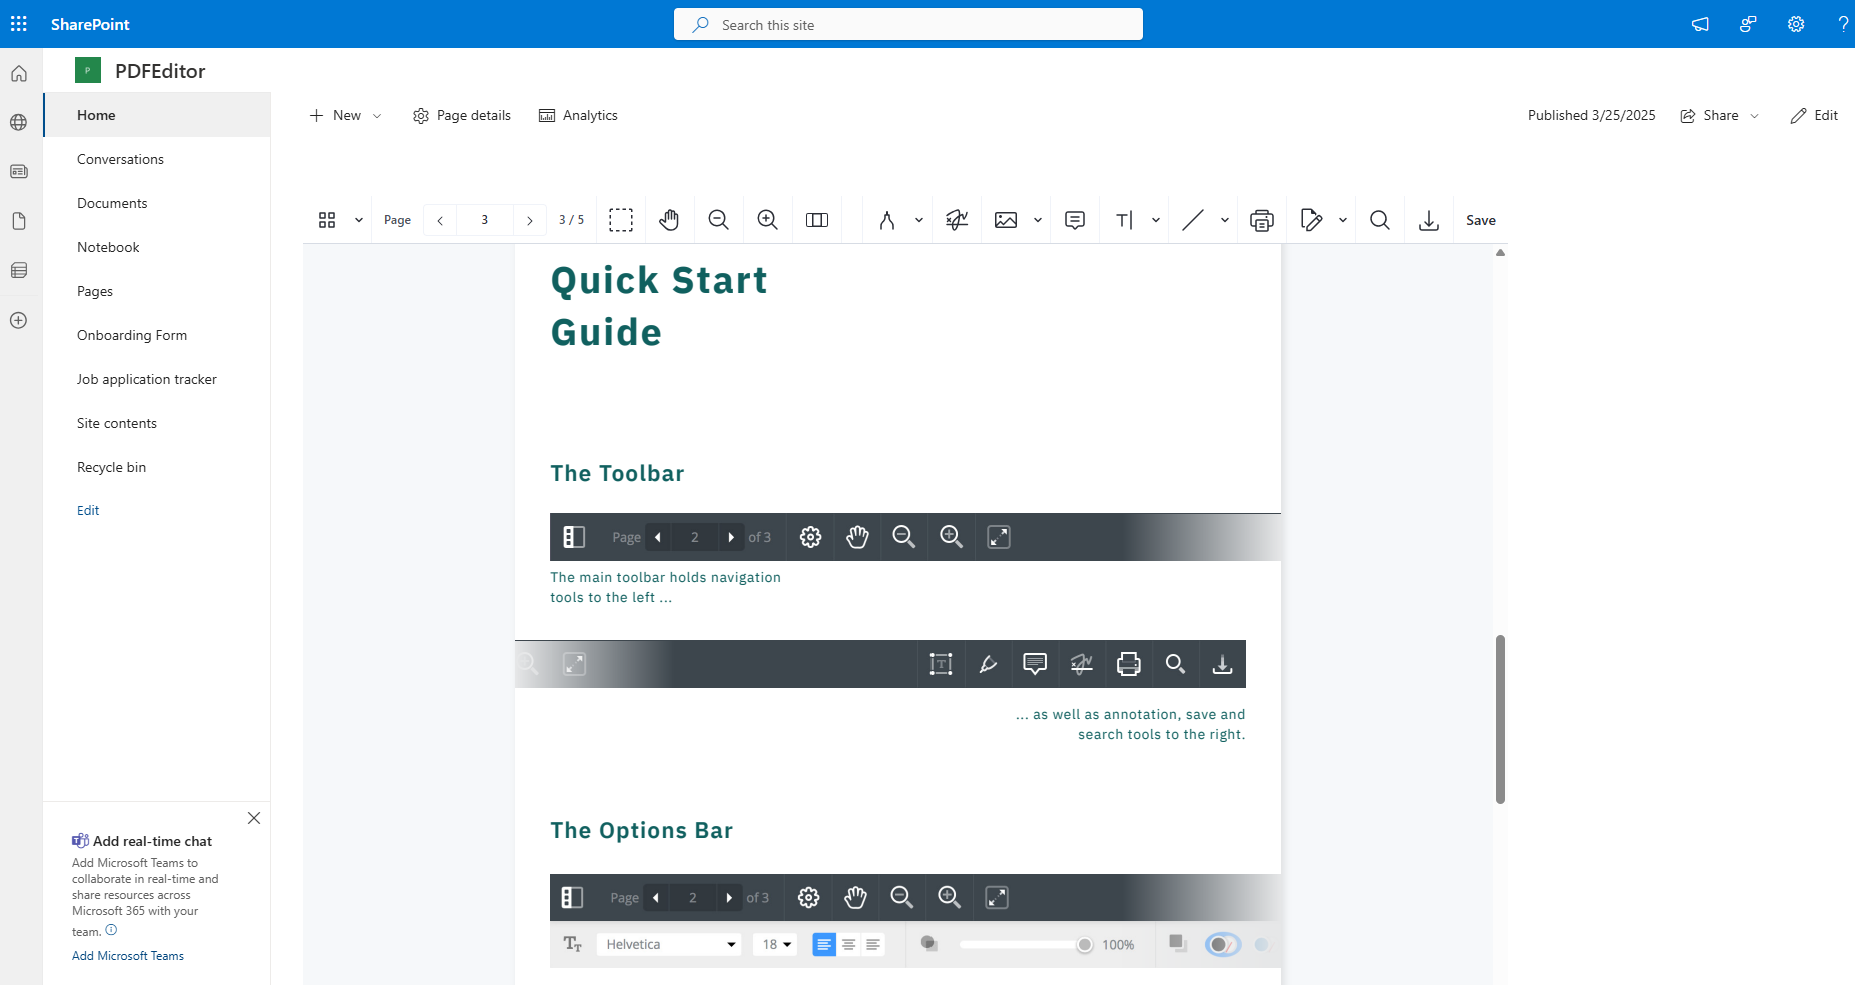 SharePoint
Search this site
?
P
PDFEditor
Home
Conversations
Documents
Notebook
Pages
Onboarding Form
Job application tracker
Site contents
Recycle bin
Edit
New
Page details
Analytics
Published 3/25/2025
Share
Edit
Page
3
3 / 5
T
Save
Quick Start
Guide
The Toolbar
Page
2
of 3
The main toolbar holds navigation
tools to the left ...
T
... as well as annotation, save and
search tools to the right.
The Options Bar
Page
2
of 3
TT
Helvetica
18
100%
Add real-time chat
Add Microsoft Teams to
collaborate in real-time and
share resources across
Microsoft 365 with your
team.
Add Microsoft Teams